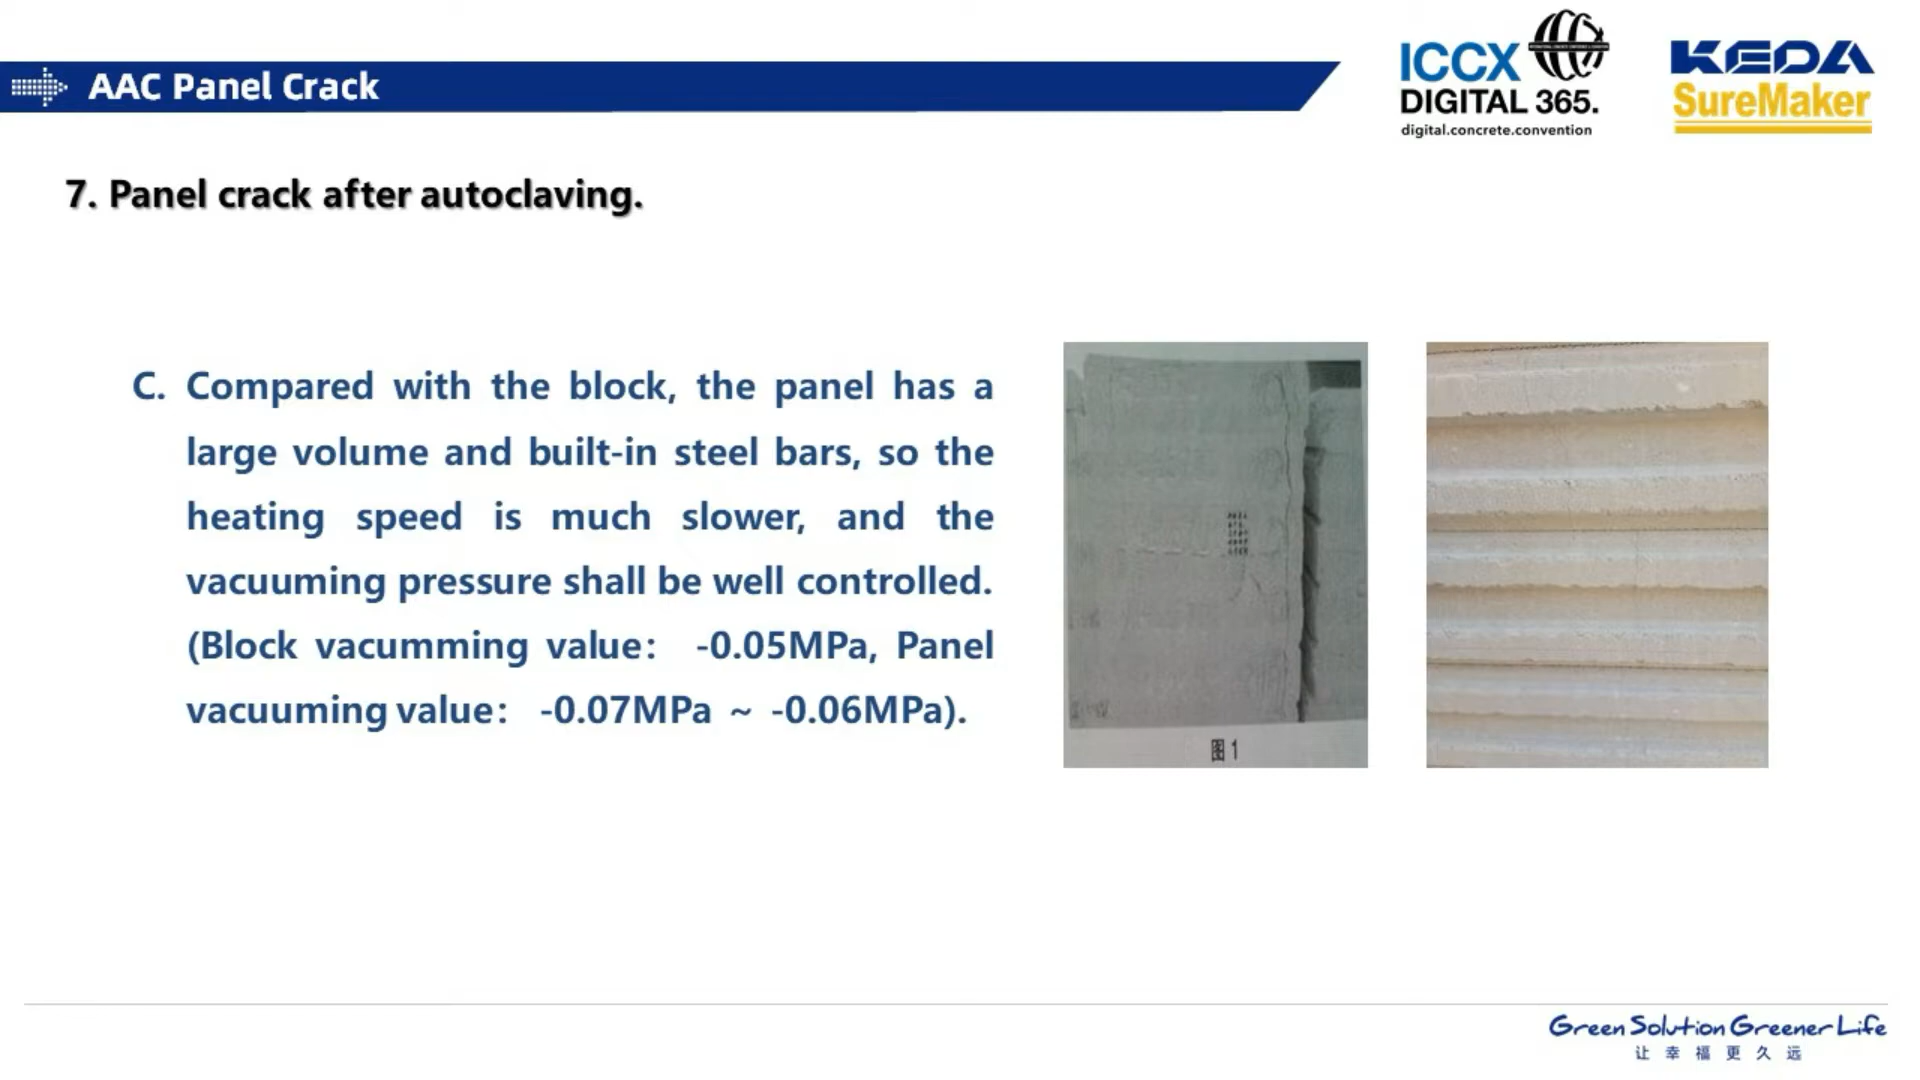 AAC Panel Crack
ICCX
DIGITAL 365.
digital.concrete.convention
KEDA
SureMaker
7. Panel crack after autoclaving.
C. Compared with the block, the panel has a
large volume and built-in steel bars, so the
heating speed is much slower, and the
vacuuming pressure shall be well controlled.
(Block vacumming value： -0.05MPa, Panel
vacuuming value： -0.07MPa ~ -0.06MPa).
图1
Green Solution Greener Life
让幸福更久远